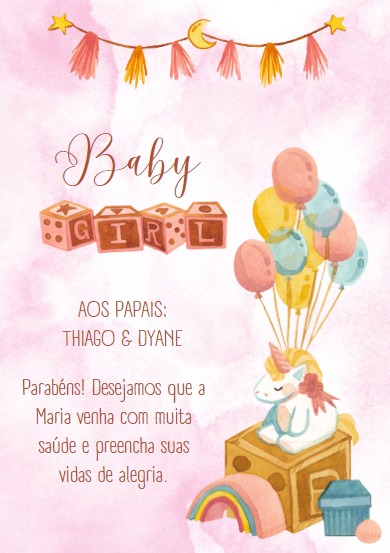 Baby
GIRL
AOS PAPAIS:
THIAGO & DYANE
Parabéns! Desejamos que a
Maria venha com muita
saúde e preencha suas
vidas de alegria.